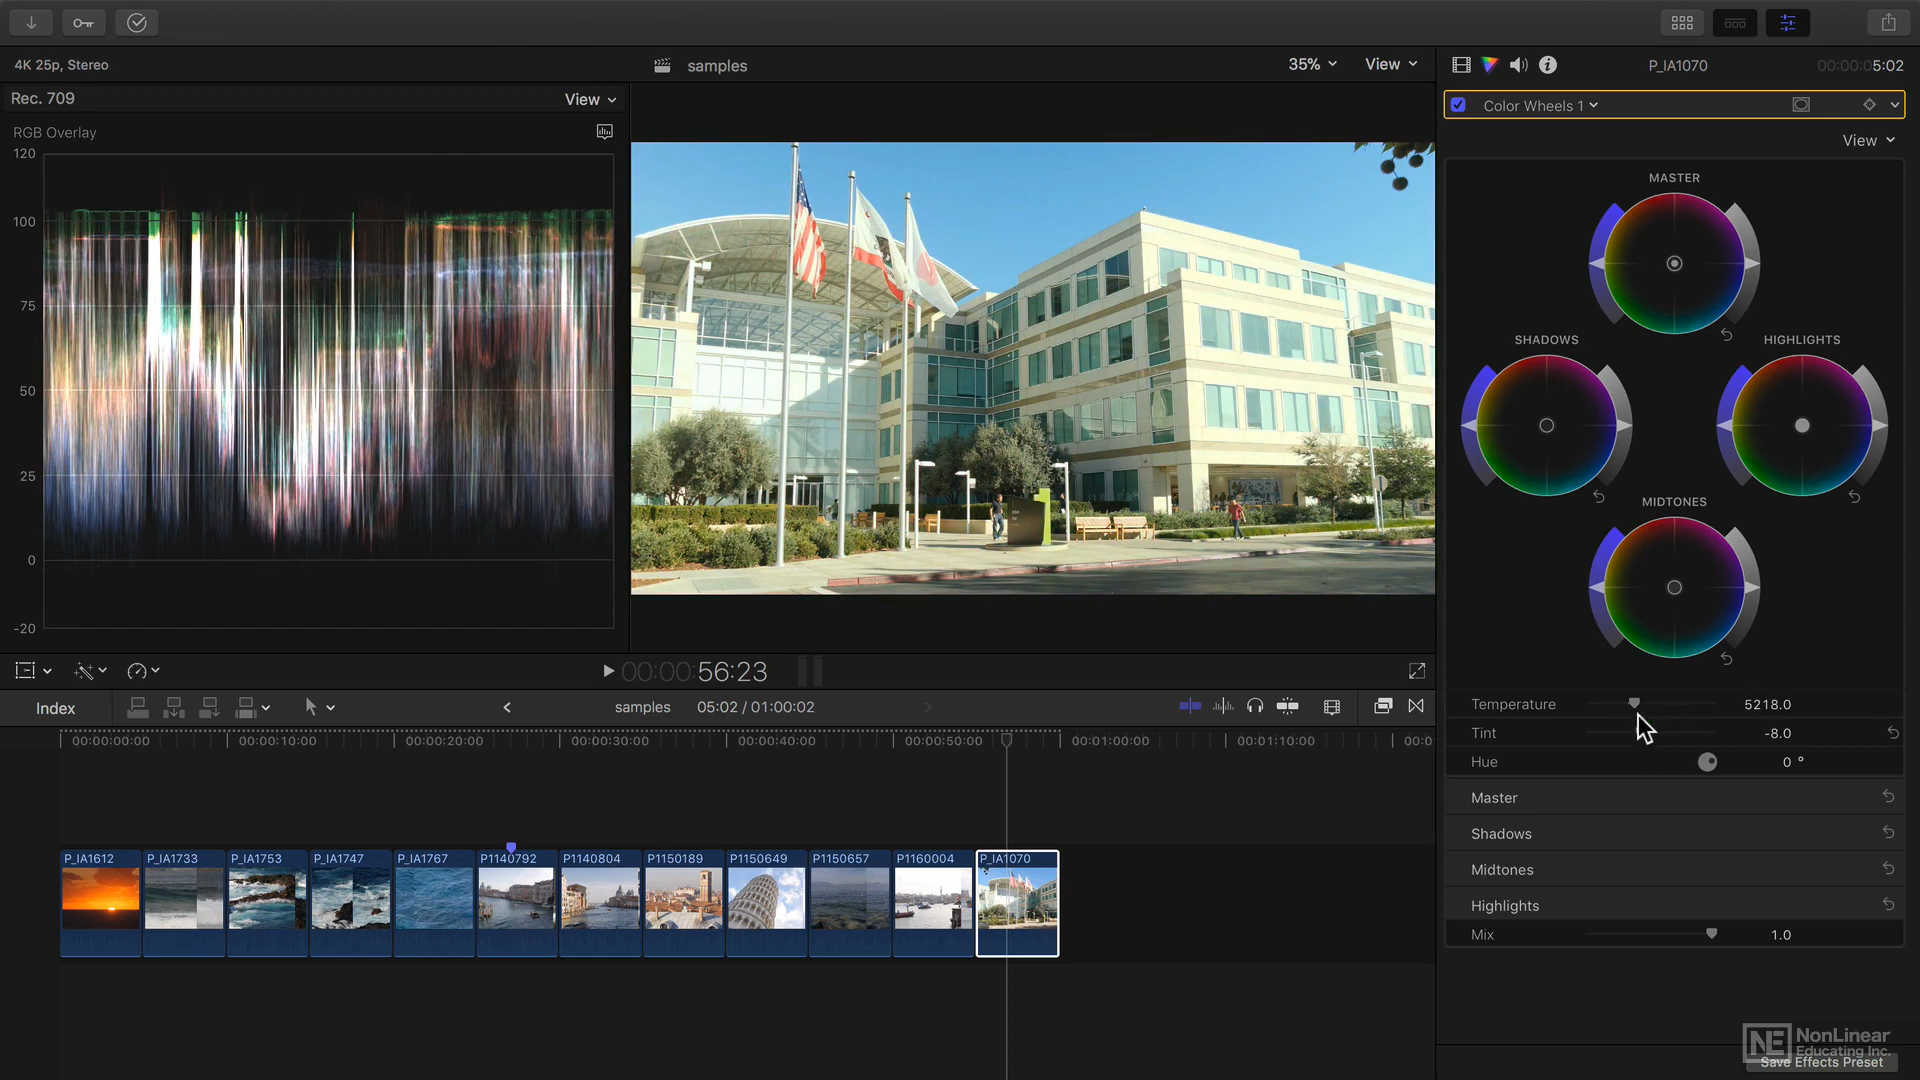 4K 25p, Stereo
samples
35%
View
P_IA1070
00:00:05:02
Rec. 709
View
Color Wheels 1
RGB Overlay
View
120
100
75
50
25
0
-20
MASTER
SHADOWS
HIGHLIGHTS
MIDTONES
00:00:56:23
Temperature
5218.0
Tint
-8.0
Hue
0 °
Index
samples
05:02 / 01:00:02
00:00:00:00
00:00:10:00
00:00:20:00
00:00:30:00
00:00:40:00
00:00:50:00
00:01:00:00
00:01:10:00
00:0
Master
Shadows
Midtones
Highlights
Mix
1.0
P_IA1612
P_IA1733
P_IA1753
P_IA1747
P_IA1767
P1140792
P1140804
P1150189
P1150649
P1150657
P1160004
P_IA1070
NE
NonLinear
Educating Inc.
Save Effects Preset